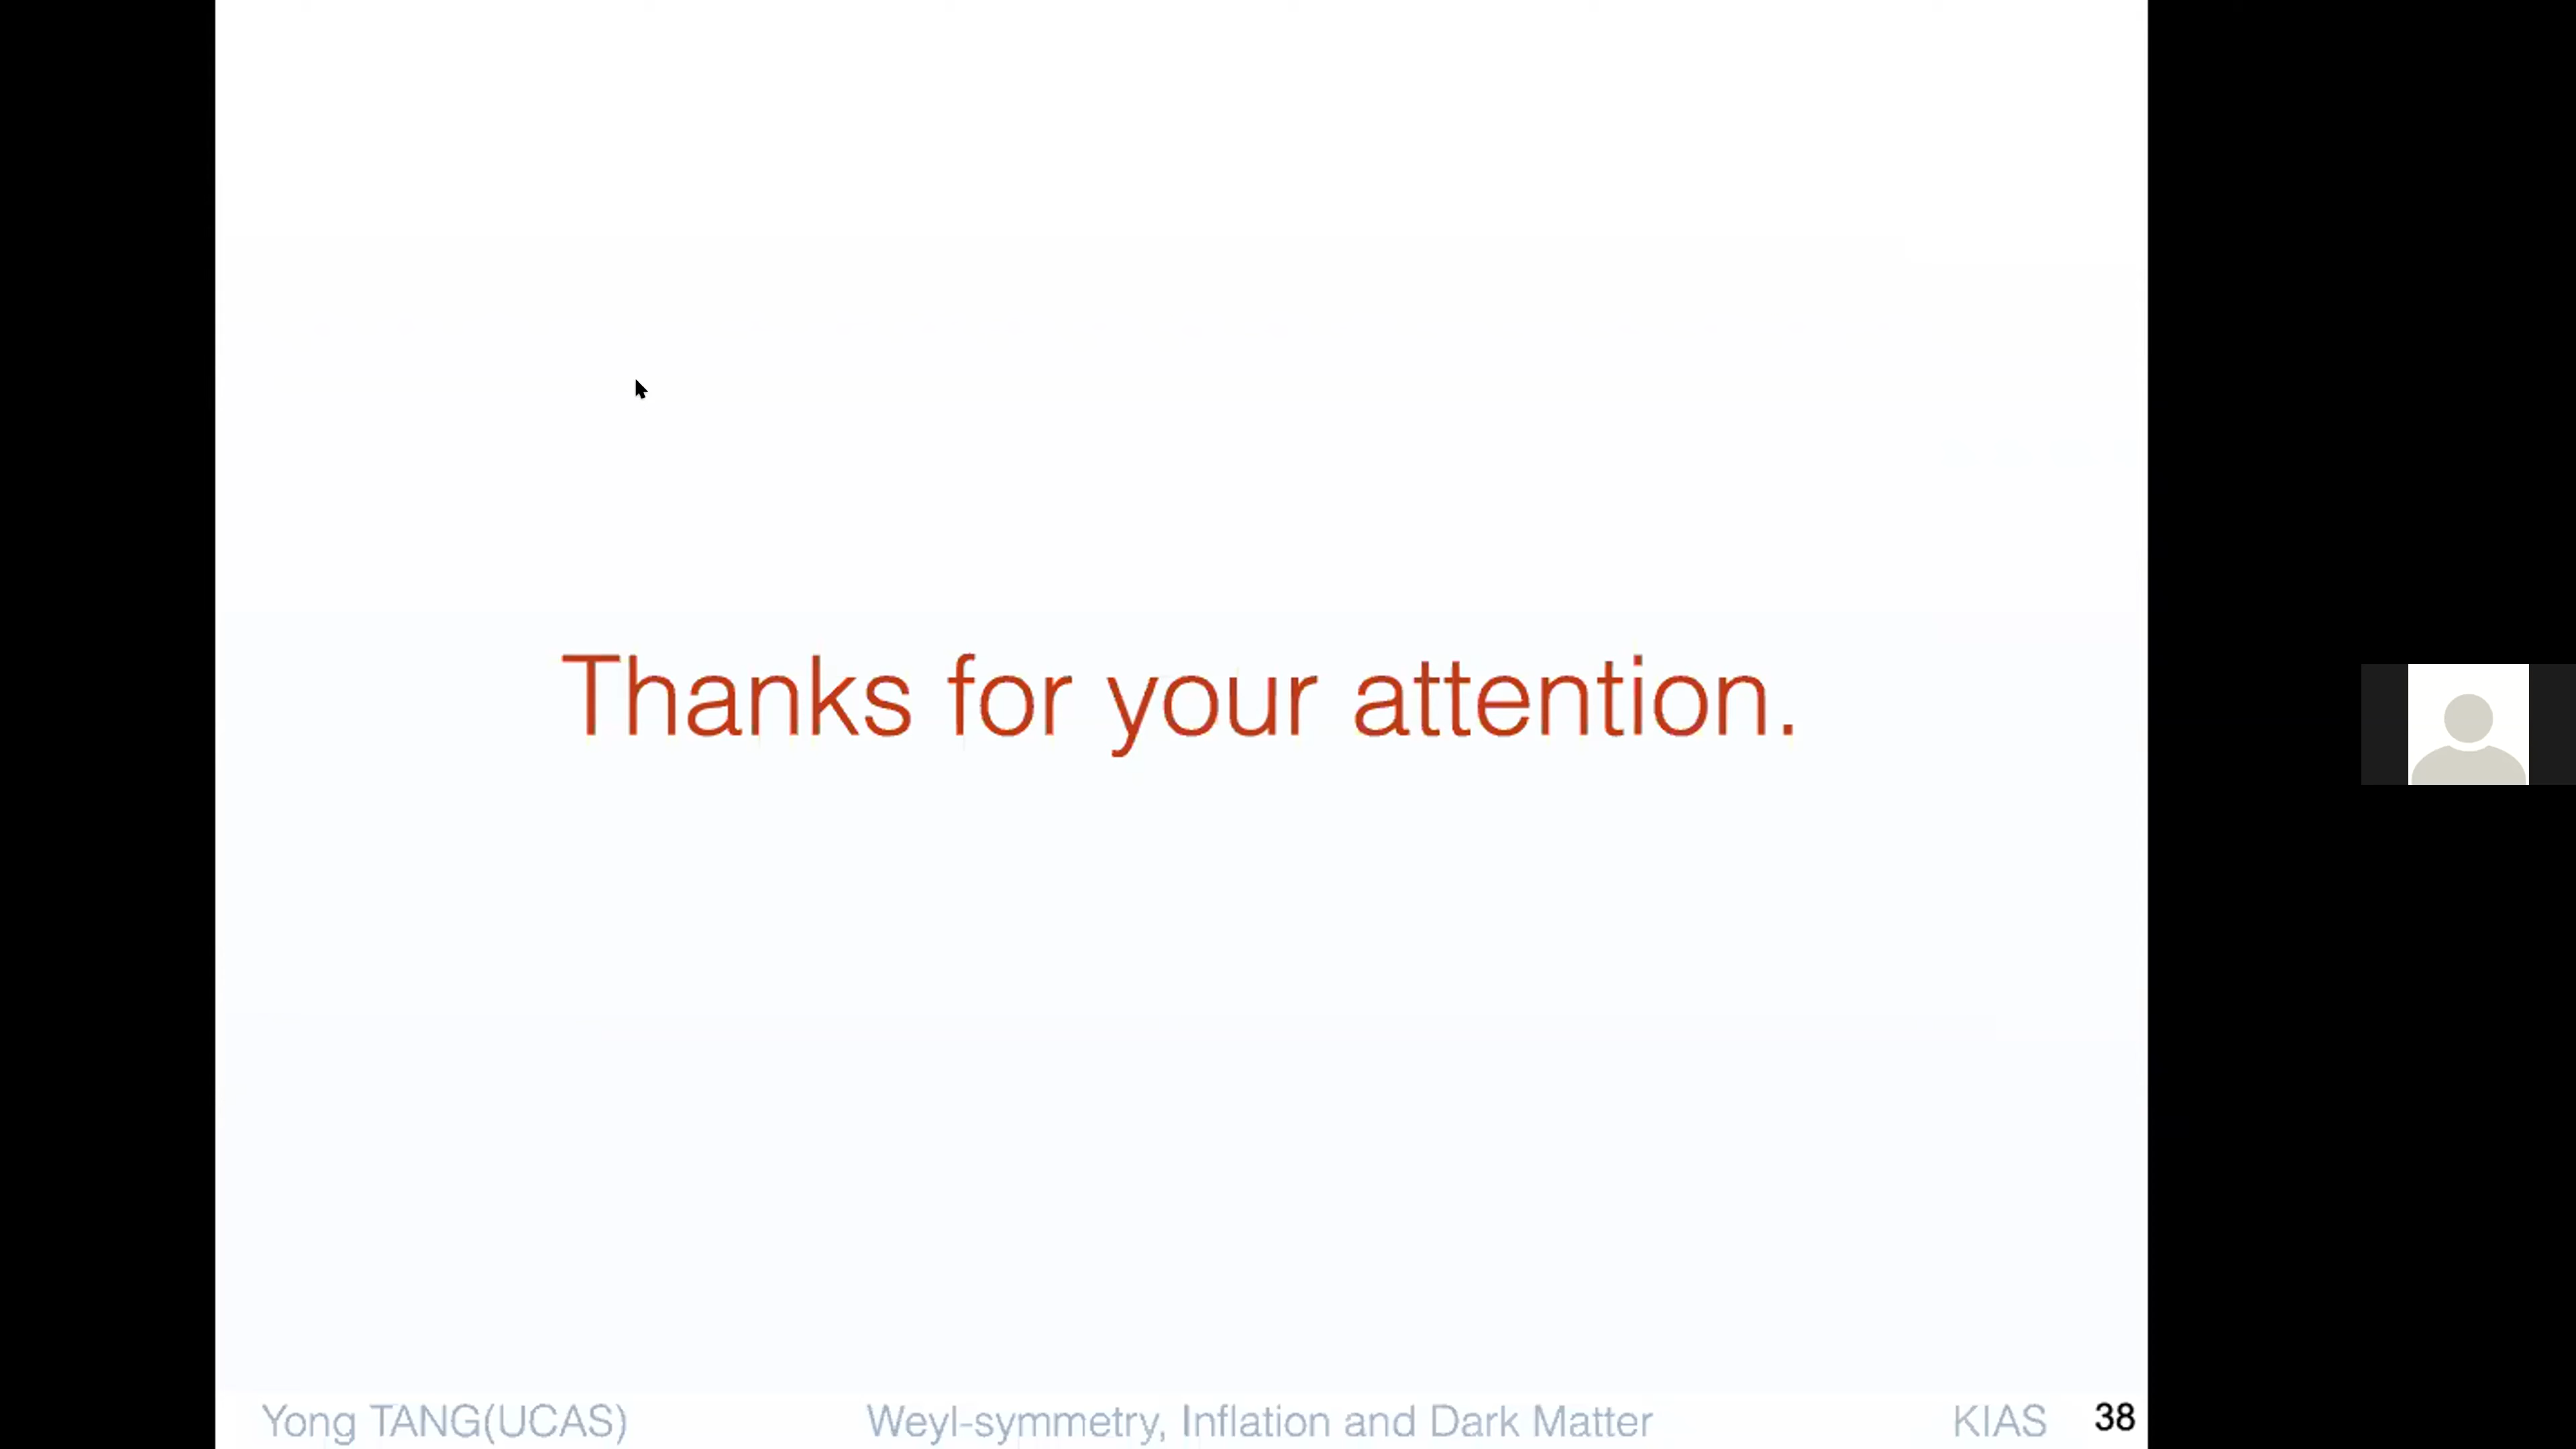 Thanks for your attention.
Yong TANG(UCAS) Weyl-symmetry, Inflation and Dark Matter KIAS 38